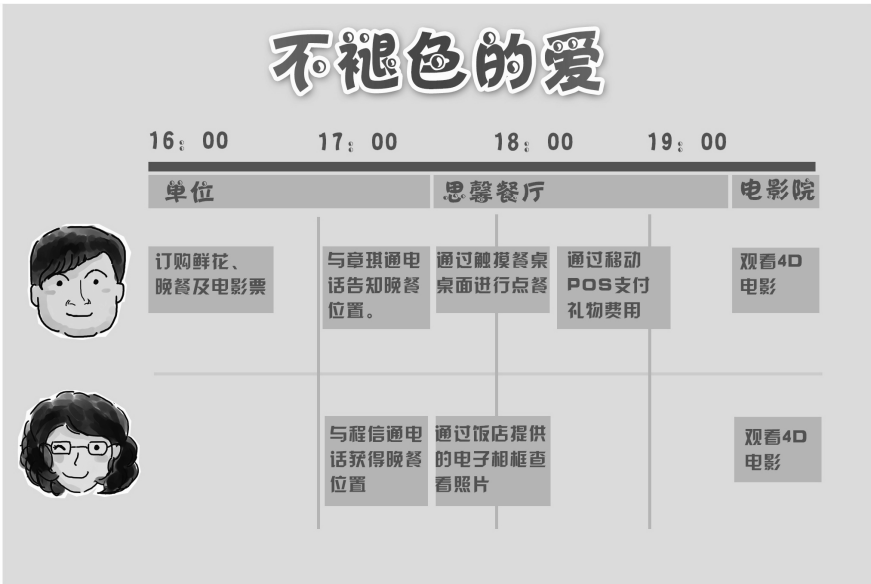 不褪色的爱
16：00 17：00 18：00 19：00
单位 思馨餐厅 电影院
订购鲜花、
晚餐及电影票
与章琪通电
话告知晚餐
位置。
通过触摸餐桌
桌面进行点餐
通过移动
POS支付
礼物费用
观看4D
电影
与程信通电
话获得晚餐
位置
通过饭店提供
的电子相框查
看照片
观看4D
电影